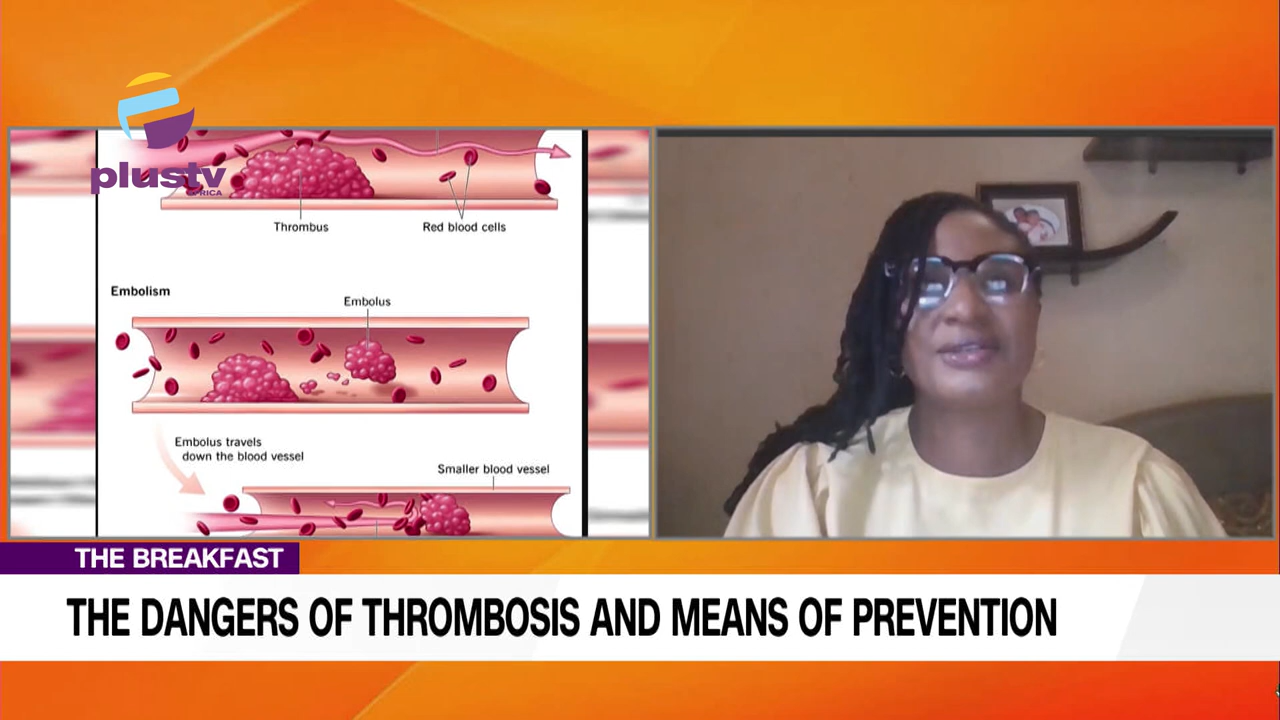 plustv
AFRICA
Thrombus
Red blood cells
Embolism
Embolus
Embolus travels
down the blood vessel
Smaller blood vessel
THE BREAKFAST
THE DANGERS OF THROMBOSIS AND MEANS OF PREVENTION